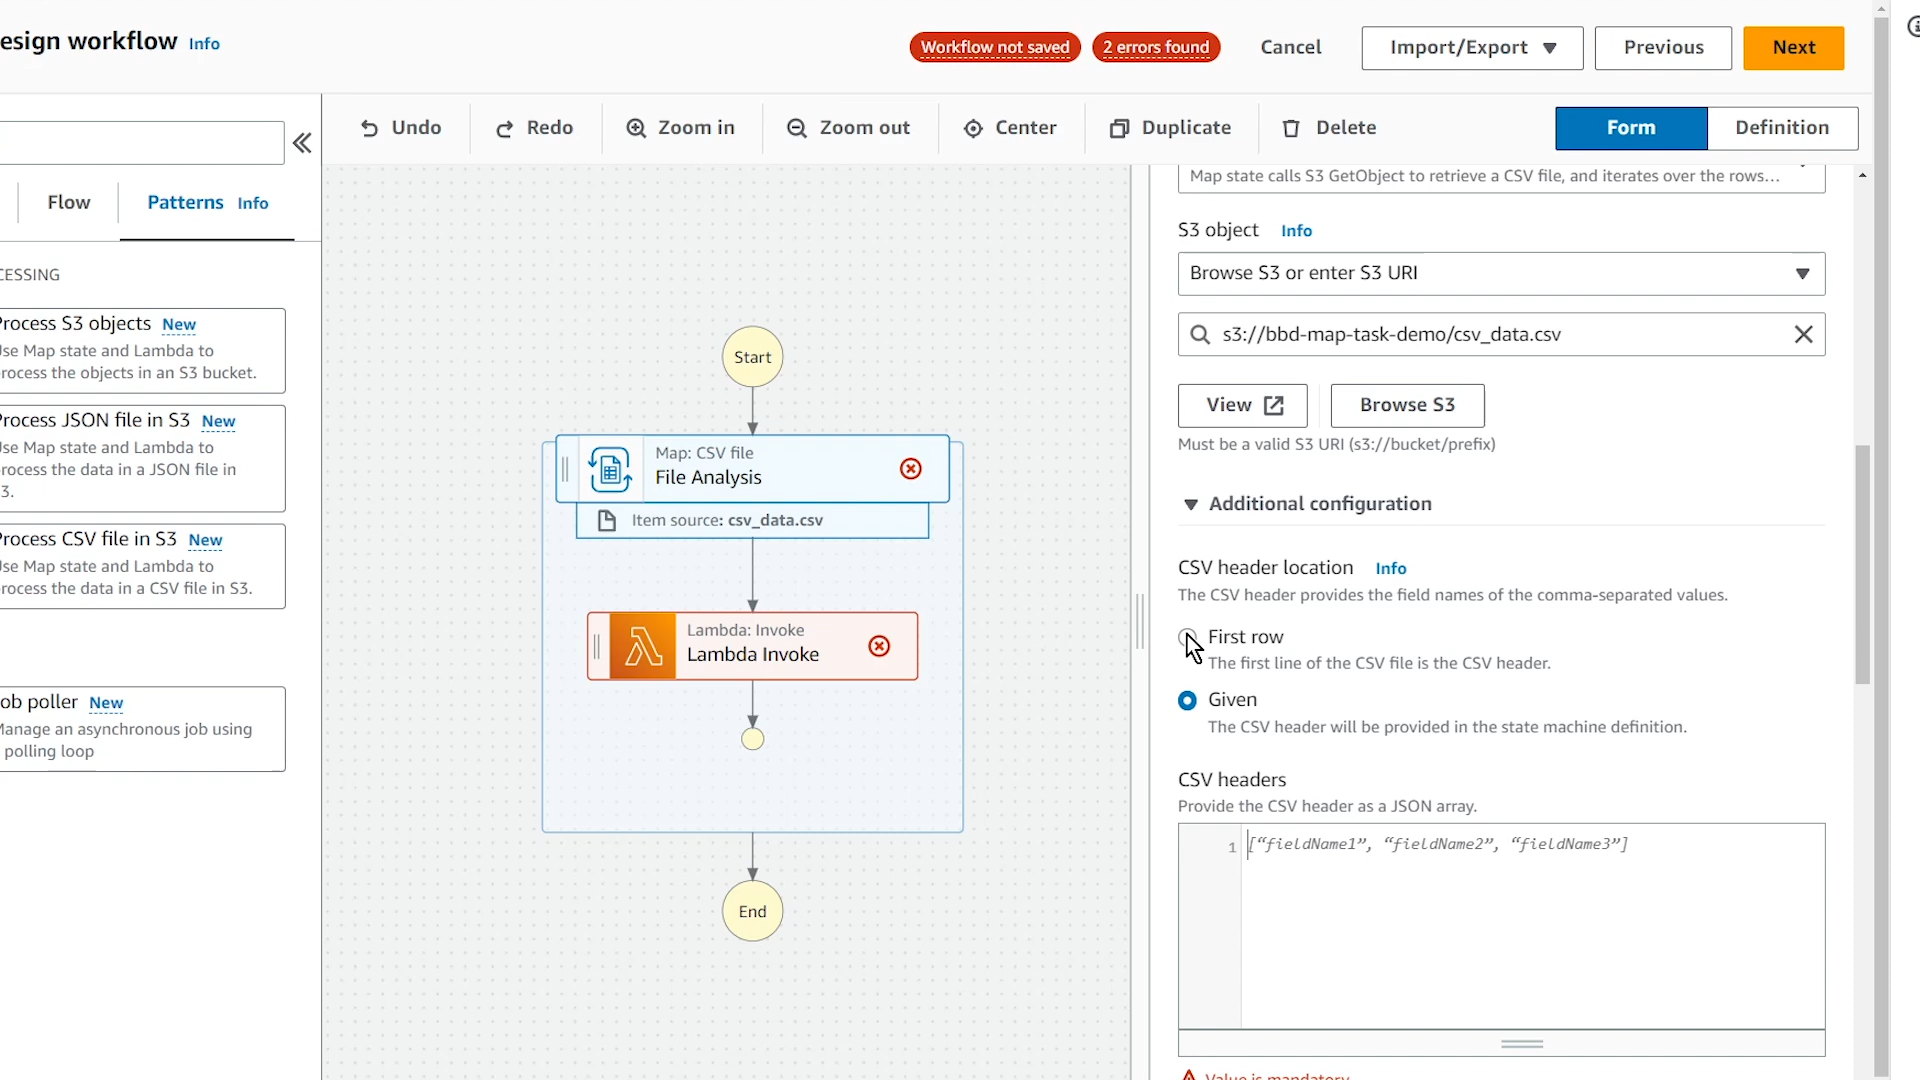 esign workflow Info
Workflow not saved
2 errors found
Cancel
Import/Export
Previous
Next
Undo
Redo
Zoom in
Zoom out
Center
Duplicate
Delete
Form
Definition
Flow
Patterns Info
CESSING
Process S3 objects New
Use Map state and Lambda to
process the objects in an S3 bucket.
Process JSON file in S3 New
Use Map state and Lambda to
process the data in a JSON file in
3.
Process CSV file in S3 New
Use Map state and Lambda to
process the data in a CSV file in S3.
ob poller New
Manage an asynchronous job using
polling loop
Start
Map: CSV file
File Analysis
Item source: csv_data.csv
Lambda: Invoke
Lambda Invoke
End
Map state calls S3 GetObject to retrieve a CSV file, and iterates over the rows...
S3 object Info
Browse S3 or enter S3 URI
s3://bbd-map-task-demo/csv_data.csv
View
Browse S3
Must be a valid S3 URI (s3://bucket/prefix)
Additional configuration
CSV header location Info
The CSV header provides the field names of the comma-separated values.
First row
The first line of the CSV file is the CSV header.
Given
The CSV header will be provided in the state machine definition.
CSV headers
Provide the CSV header as a JSON array.
1 [“fieldName1”, “fieldName2”, “fieldName3”]
Value is mandatory